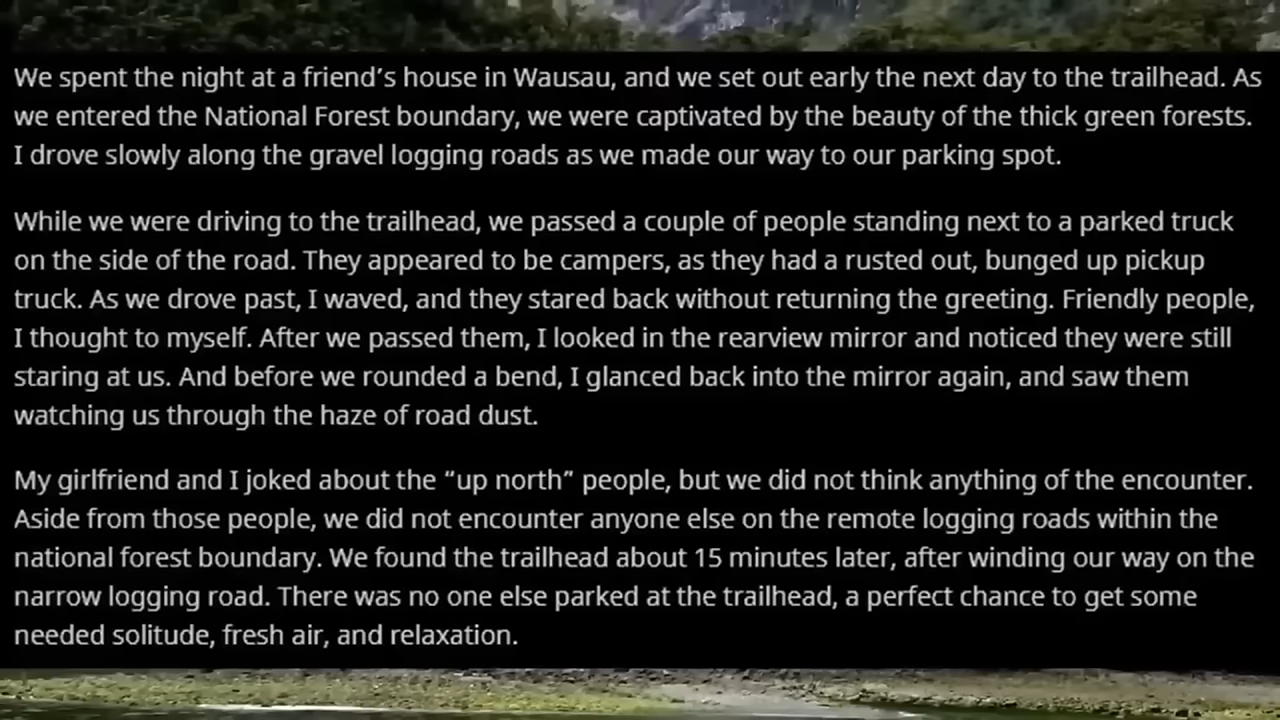 We spent the night at a friend’s house in Wausau, and we set out early the next day to the trailhead. As
we entered the National Forest boundary, we were captivated by the beauty of the thick green forests.
I drove slowly along the gravel logging roads as we made our way to our parking spot.
While we were driving to the trailhead, we passed a couple of people standing next to a parked truck
on the side of the road. They appeared to be campers, as they had a rusted out, bunged up pickup
truck. As we drove past, I waved, and they stared back without returning the greeting. Friendly people,
I thought to myself. After we passed them, I looked in the rearview mirror and noticed they were still
staring at us. And before we rounded a bend, I glanced back into the mirror again, and saw them
watching us through the haze of road dust.
My girlfriend and I joked about the “up north” people, but we did not think anything of the encounter.
Aside from those people, we did not encounter anyone else on the remote logging roads within the
national forest boundary. We found the trailhead about 15 minutes later, after winding our way on the
narrow logging road. There was no one else parked at the trailhead, a perfect chance to get some
needed solitude, fresh air, and relaxation.